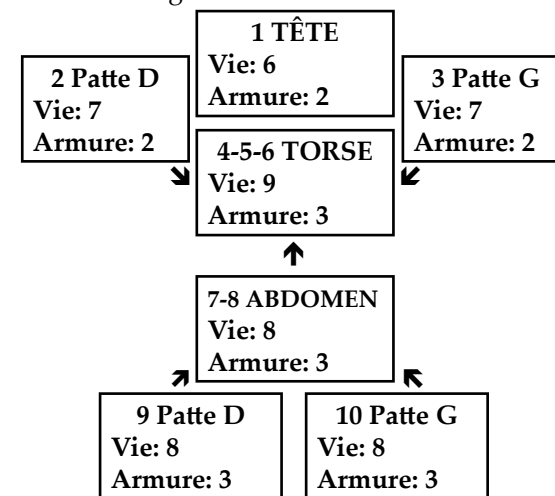 1 TÊTE
Vie: 6
Armure: 2
2 Patte D
Vie: 7
Armure: 2
3 Patte G
Vie: 7
Armure: 2
4-5-6 TORSE
Vie: 9
Armure: 3
7-8 ABDOMEN
Vie: 8
Armure: 3
9 Patte D
Vie: 8
Armure: 3
10 Patte G
Vie: 8
Armure: 3